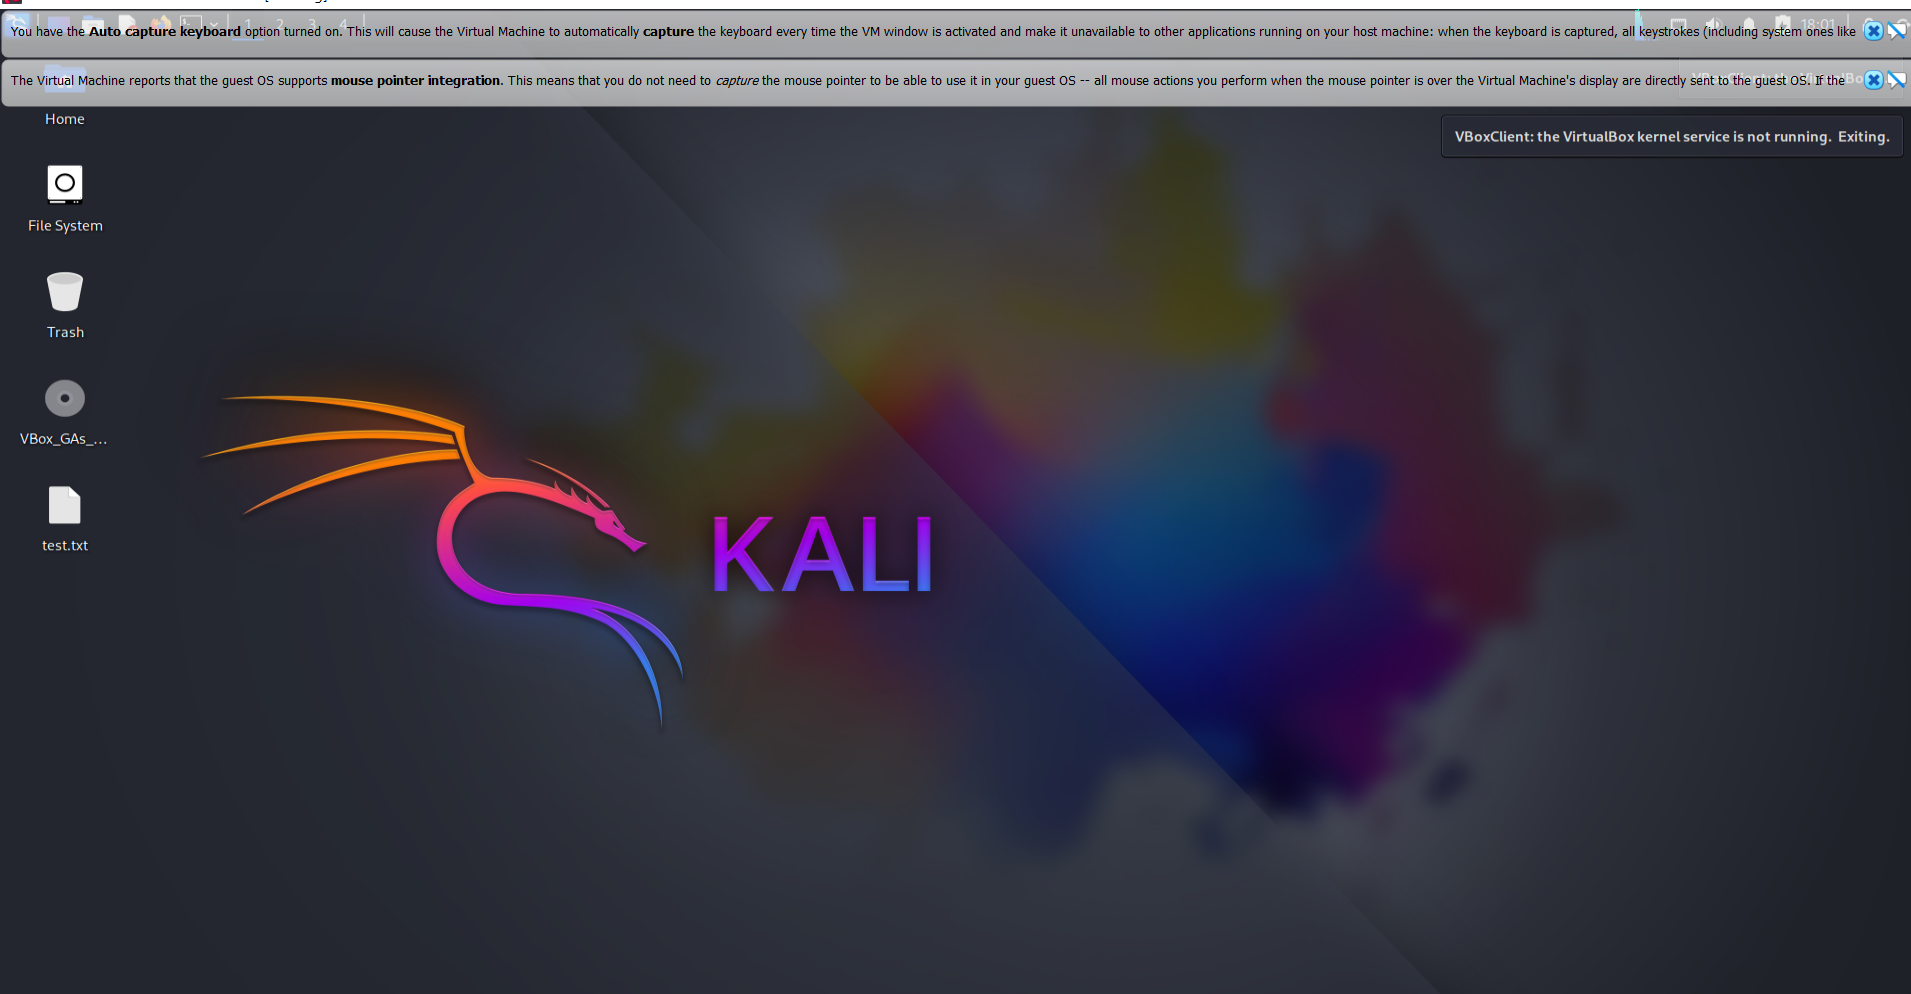 1 2 3 4 18:01
You have the Auto capture keyboard option turned on. This will cause the Virtual Machine to automatically capture the keyboard every time the VM window is activated and make it unavailable to other applications running on your host machine: when the keyboard is captured, all keystrokes (including system ones like
The Virtual Machine reports that the guest OS supports mouse pointer integration. This means that you do not need to capture the mouse pointer to be able to use it in your guest OS -- all mouse actions you perform when the mouse pointer is over the Virtual Machine's display are directly sent to the guest OS. If the
Home
VBoxClient: the VirtualBox kernel service is not running. Exiting.
File System
Trash
VBox_GAs_...
test.txt
KALI